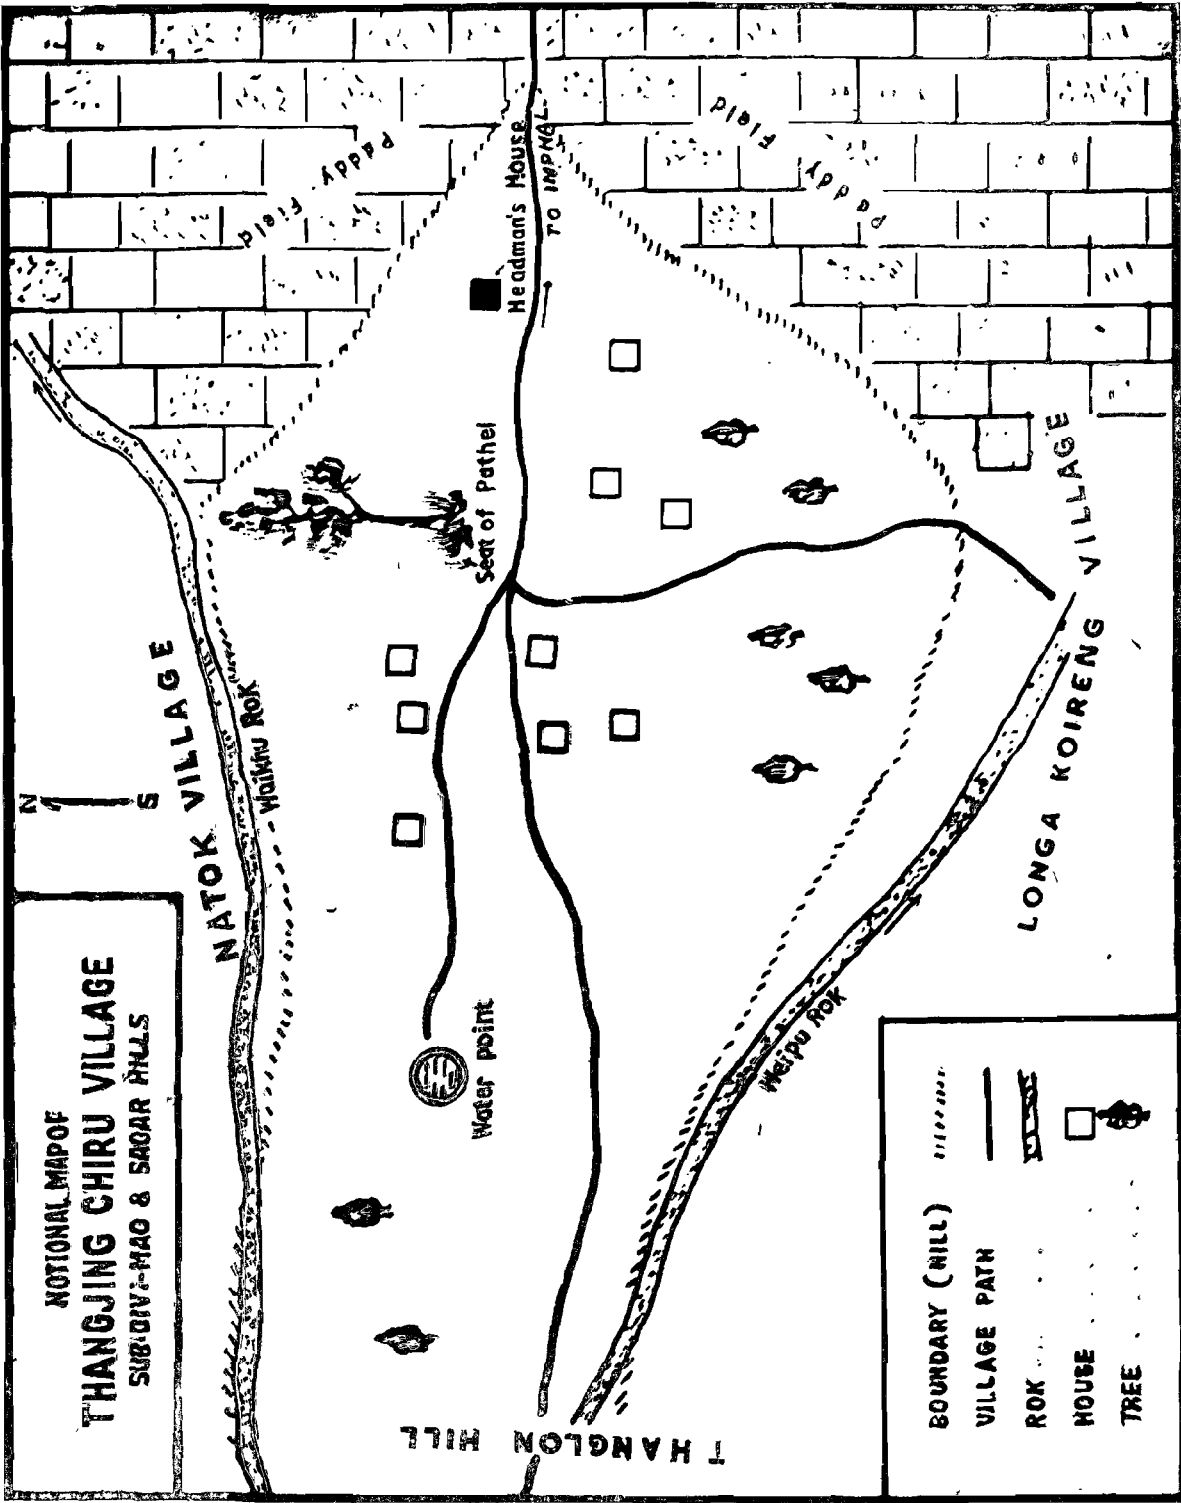 NOTIONAL MAP OF
THANGJING CHIRU VILLAGE
SUB-DIV:-MAO & SADAR HILLS
N
S
NATOK VILLAGE
Waikhu Rok
Paddy Field
Headman's House
TO IMPHAL
Paddy Field
Seat of Pathel
Water point
Weipu Rok
LONGA KOIRENG VILLAGE
THANGLON HILL
BOUNDARY (HILL)
VILLAGE PATH
ROK
HOUSE
TREE